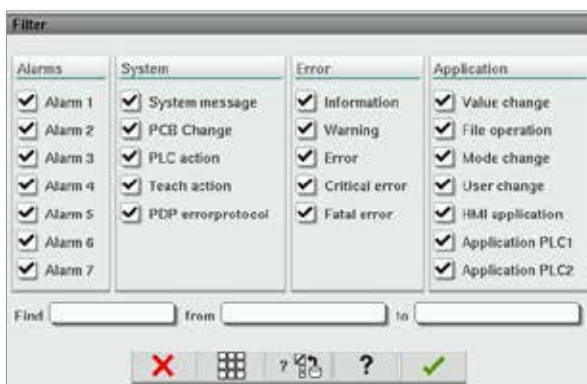 Filter
Alarms
Alarm 1
Alarm 2
Alarm 3
Alarm 4
Alarm 5
Alarm 6
Alarm 7
System
System message
PCB Change
PLC action
Teach action
PDP errorprotocol
Error
Information
Warning
Error
Critical error
Fatal error
Application
Value change
File operation
Mode change
User change
HMI application
Application PLC1
Application PLC2
Find from to
? ?